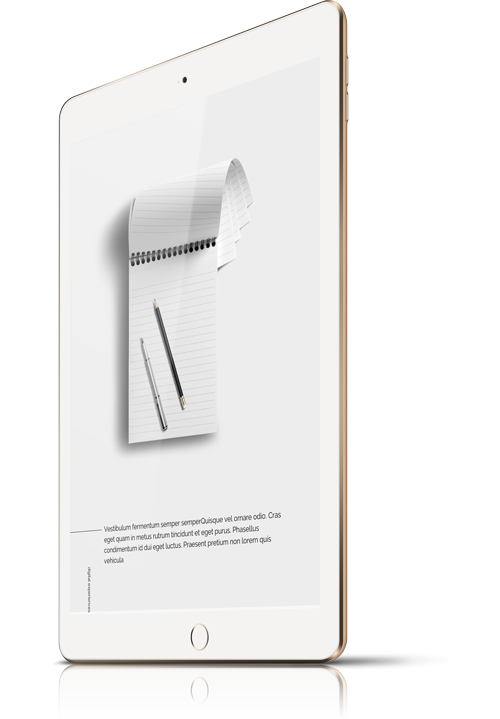 Vestibulum fermentum semper semperQuisque vel ornare odio. Cras
eget quam in metus rutrum tincidunt et eget purus. Phasellus
condimentum id dui eget luctus. Praesent pretium non lorem quis
vehicula